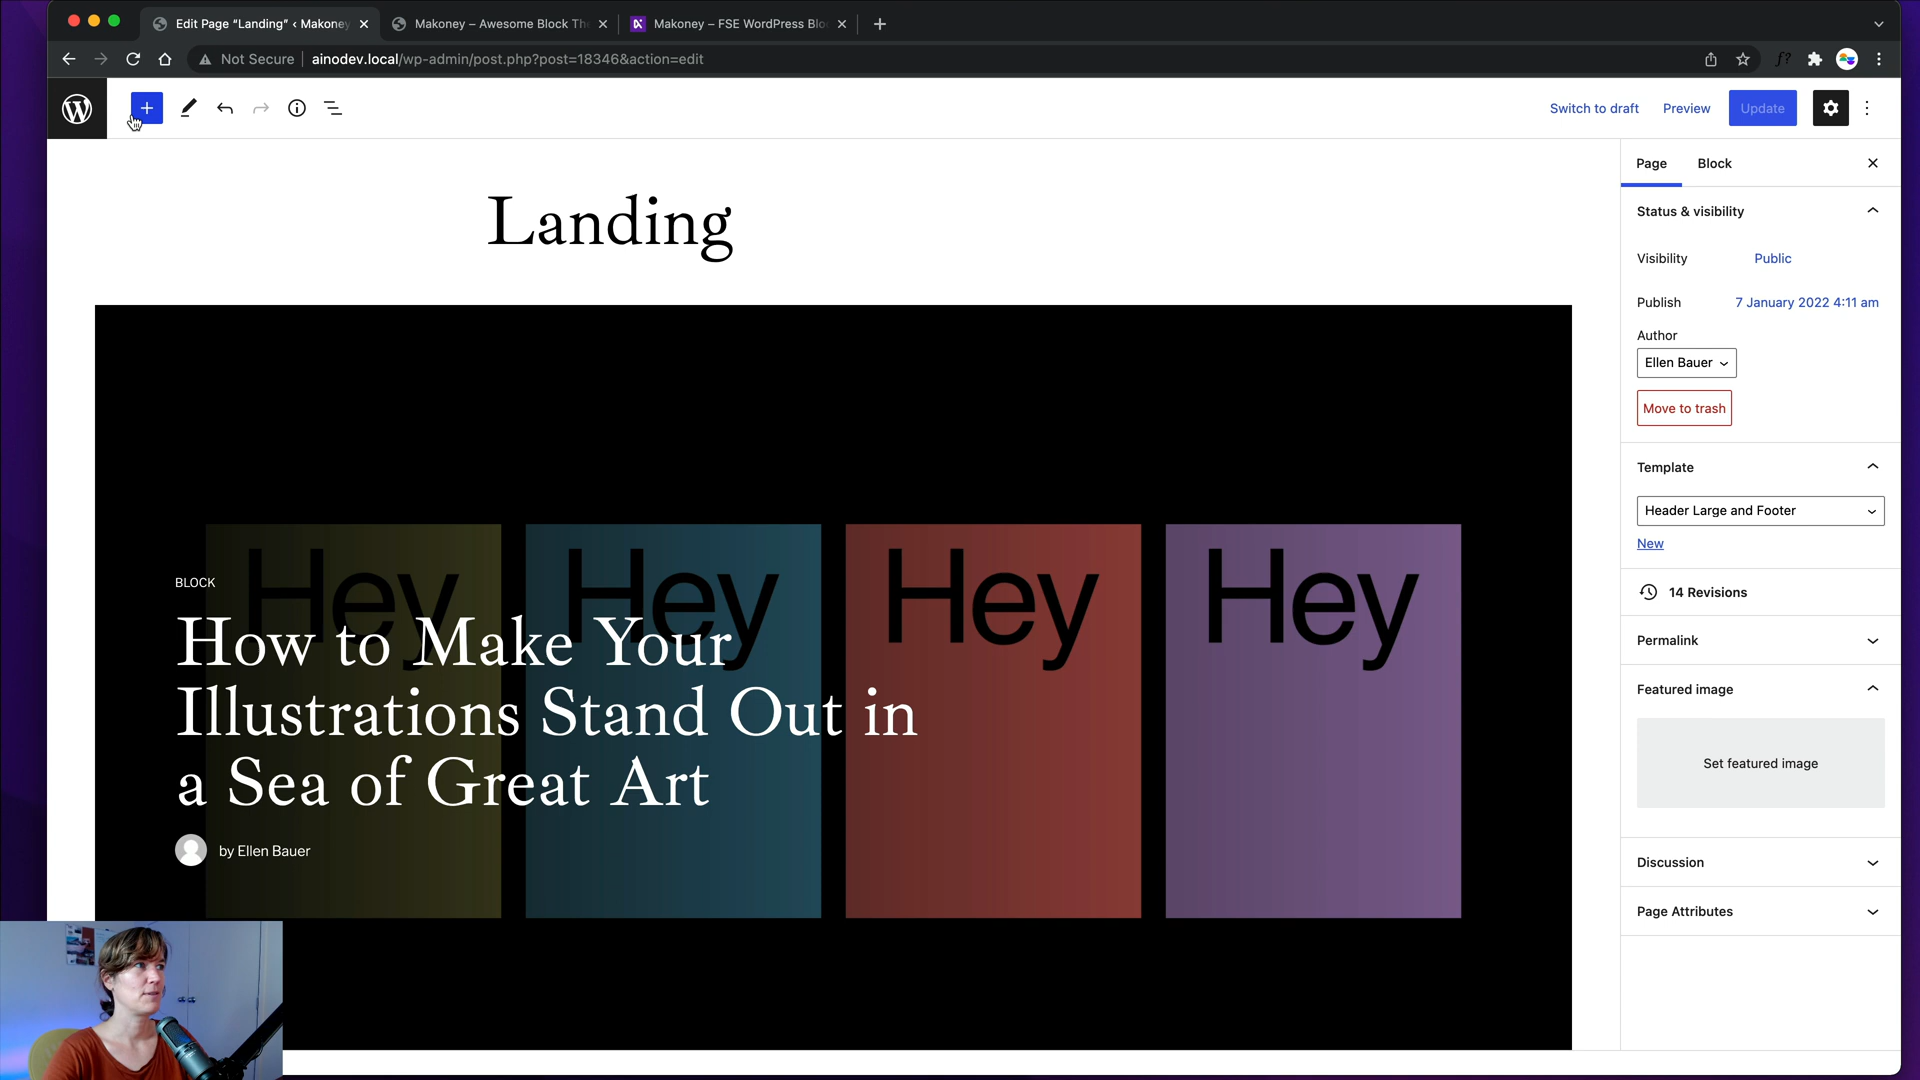 Edit Page “Landing” ‹ Makoney
Makoney – Awesome Block Th
Makoney – FSE WordPress Blo
Not Secure
ainodev.local/wp-admin/post.php?post=18346&action=edit
f?
Switch to draft
Preview
Update
Page
Block
Landing
Status & visibility
Visibility
Public
Publish
7 January 2022 4:11 am
Author
Ellen Bauer
Move to trash
Template
Header Large and Footer
New
14 Revisions
Permalink
Featured image
Set featured image
Discussion
Page Attributes
Hey
Hey
Hey
Hey
BLOCK
How to Make Your
Illustrations Stand Out in
a Sea of Great Art
by Ellen Bauer